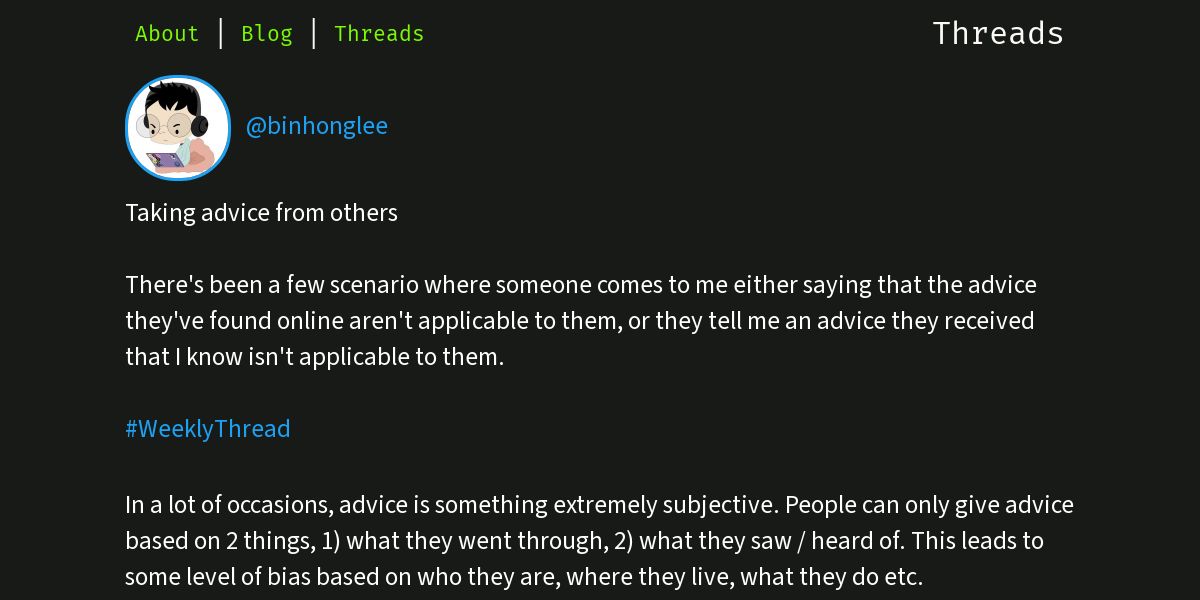 About | Blog | Threads
Threads
@binhonglee
Taking advice from others
There's been a few scenario where someone comes to me either saying that the advice
they've found online aren't applicable to them, or they tell me an advice they received
that I know isn't applicable to them.
#WeeklyThread
In a lot of occasions, advice is something extremely subjective. People can only give advice
based on 2 things, 1) what they went through, 2) what they saw / heard of. This leads to
some level of bias based on who they are, where they live, what they do etc.